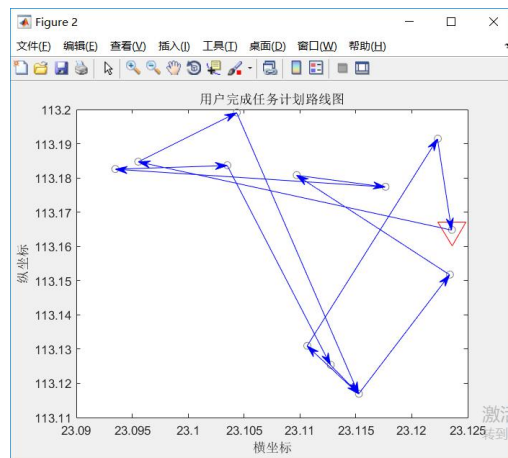 Figure 2
文件(F) 编辑(E) 查看(V) 插入(I) 工具(T) 桌面(D) 窗口(W) 帮助(H)
用户完成任务计划路线图
113.2
113.19
113.18
113.17
113.16
113.15
113.14
113.13
113.12
113.11
纵坐标
23.09 23.095 23.1 23.105 23.11 23.115 23.12 23.125
横坐标
激活
转到